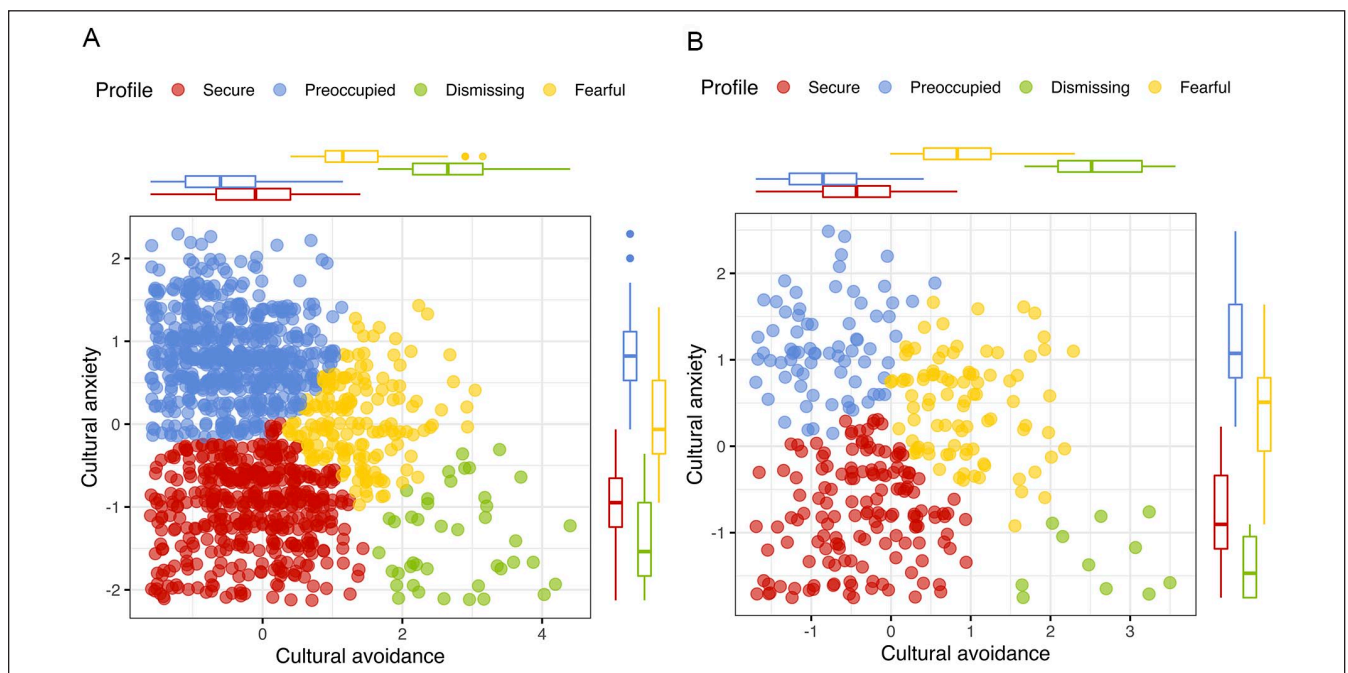 A
Profile Secure Preoccupied Dismissing Fearful
2
1
0
-1
-2
Cultural anxiety
0 2 4
Cultural avoidance
B
Profile Secure Preoccupied Dismissing Fearful
2
1
0
-1
Cultural anxiety
-1 0 1 2 3
Cultural avoidance